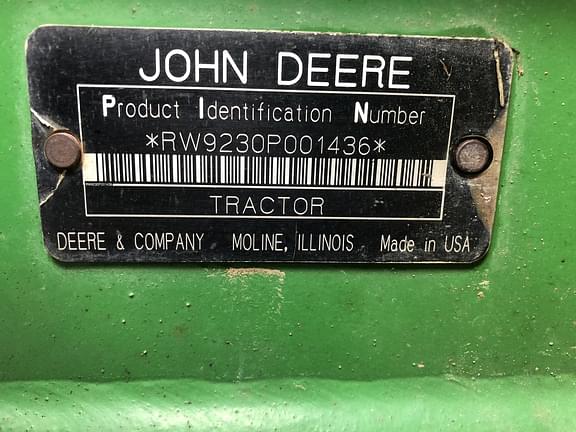 JOHN DEERE
Product Identification Number
*RW9230P001436*
TRACTOR
DEERE & COMPANY MOLINE, ILLINOIS Made in USA